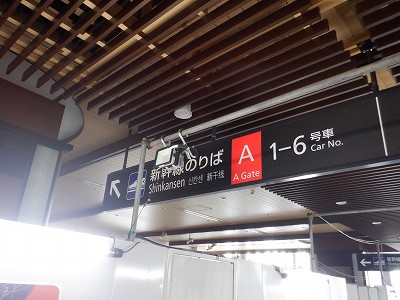 新幹線のりば
Shinkansen 신칸센 新干线
A
A Gate
1-6 号車
Car No.